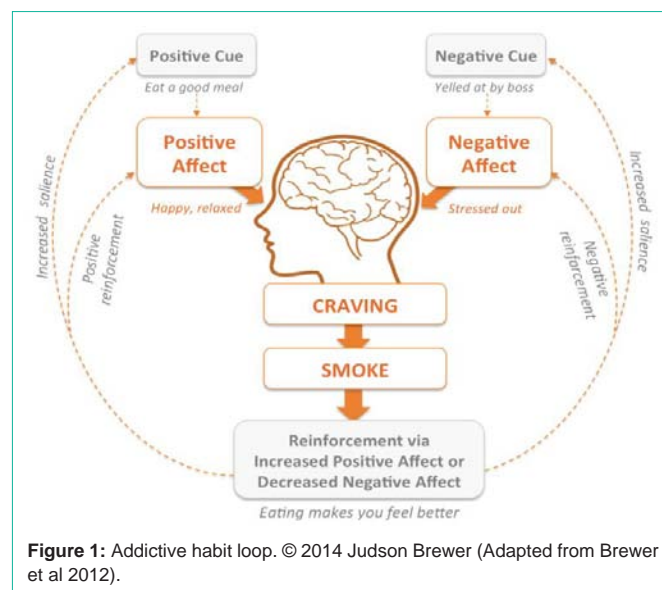 Positive Cue
Eat a good meal
Negative Cue
Yelled at by boss
Positive
Affect
Happy, relaxed
Negative
Affect
Stressed out
Increased salience
Positive
reinforcement
Negative
reinforcement
Increased salience
CRAVING
SMOKE
Reinforcement via
Increased Positive Affect or
Decreased Negative Affect
Eating makes you feel better
Figure 1: Addictive habit loop. © 2014 Judson Brewer (Adapted from Brewer
et al 2012).